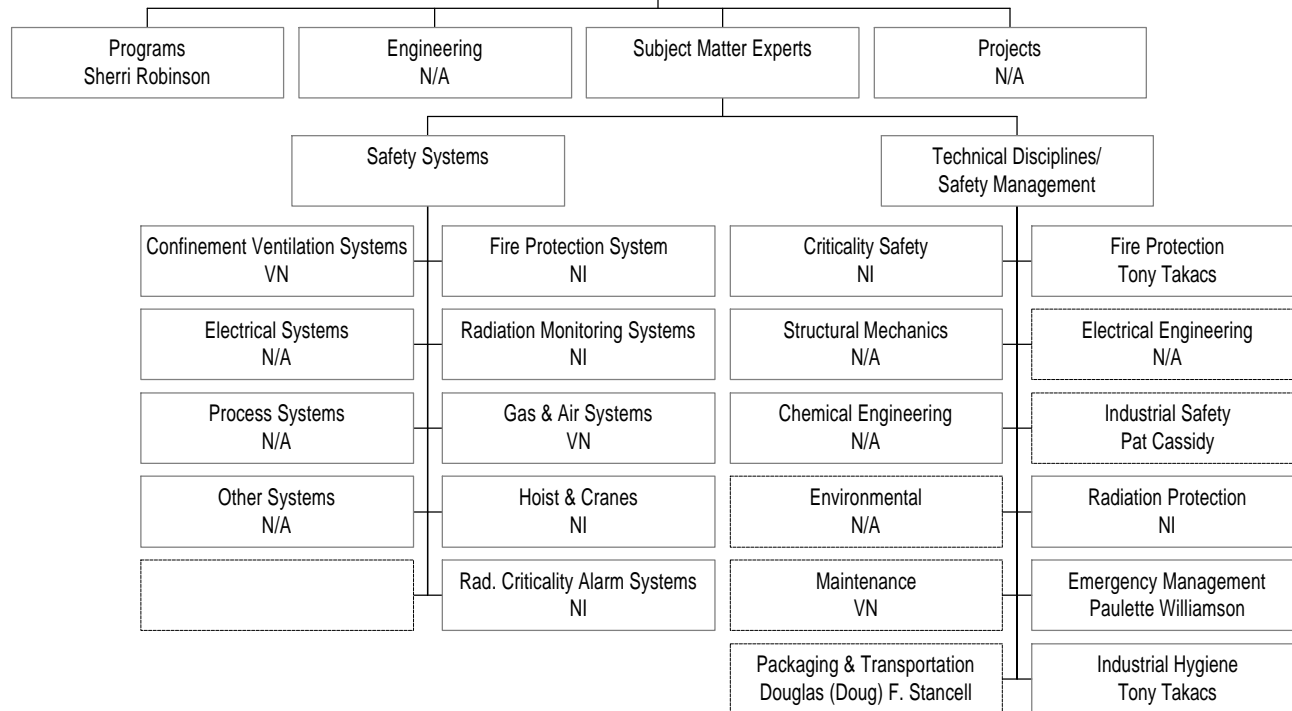 Programs
Sherri Robinson
Engineering
N/A
Subject Matter Experts
Projects
N/A
Safety Systems
Technical Disciplines/
Safety Management
Confinement Ventilation Systems
VN
Fire Protection System
NI
Criticality Safety
NI
Fire Protection
Tony Takacs
Electrical Systems
N/A
Radiation Monitoring Systems
NI
Structural Mechanics
N/A
Electrical Engineering
N/A
Process Systems
N/A
Gas & Air Systems
VN
Chemical Engineering
N/A
Industrial Safety
Pat Cassidy
Other Systems
N/A
Hoist & Cranes
NI
Environmental
N/A
Radiation Protection
NI
Rad. Criticality Alarm Systems
NI
Maintenance
VN
Emergency Management
Paulette Williamson
Packaging & Transportation
Douglas (Doug) F. Stancell
Industrial Hygiene
Tony Takacs